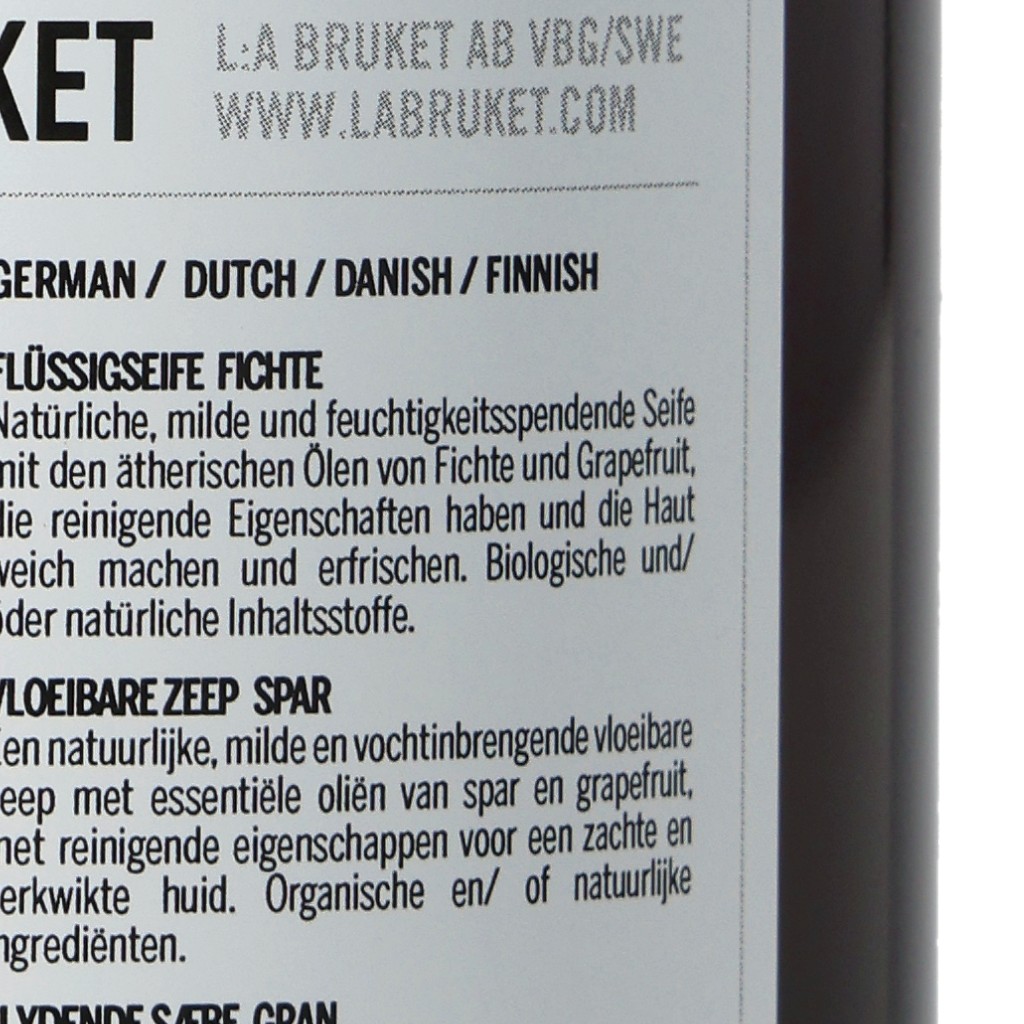 KET
L:A BRUKET AB VBG/SWE
WWW.LABRUKET.COM
GERMAN / DUTCH / DANISH / FINNISH
FLÜSSIGSEIFE FICHTE
Natürliche, milde und feuchtigkeitsspendende Seife
mit den ätherischen Ölen von Fichte und Grapefruit,
die reinigende Eigenschaften haben und die Haut
weich machen und erfrischen. Biologische und/
oder natürliche Inhaltsstoffe.
VLOEIBARE ZEEP SPAR
Een natuurlijke, milde en vochtinbrengende vloeibare
zeep met essentiële oliën van spar en grapefruit,
met reinigende eigenschappen voor een zachte en
verkwikte huid. Organische en/ of natuurlijke
ingrediënten.
FLYDENDE SÆBE GRAN